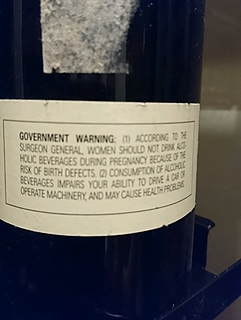 GOVERNMENT WARNING: (1) ACCORDING TO THE
SURGEON GENERAL, WOMEN SHOULD NOT DRINK ALCO-
HOLIC BEVERAGES DURING PREGNANCY BECAUSE OF THE
RISK OF BIRTH DEFECTS. (2) CONSUMPTION OF ALCOHOLIC
BEVERAGES IMPAIRS YOUR ABILITY TO DRIVE A CAR OR
OPERATE MACHINERY, AND MAY CAUSE HEALTH PROBLEMS.